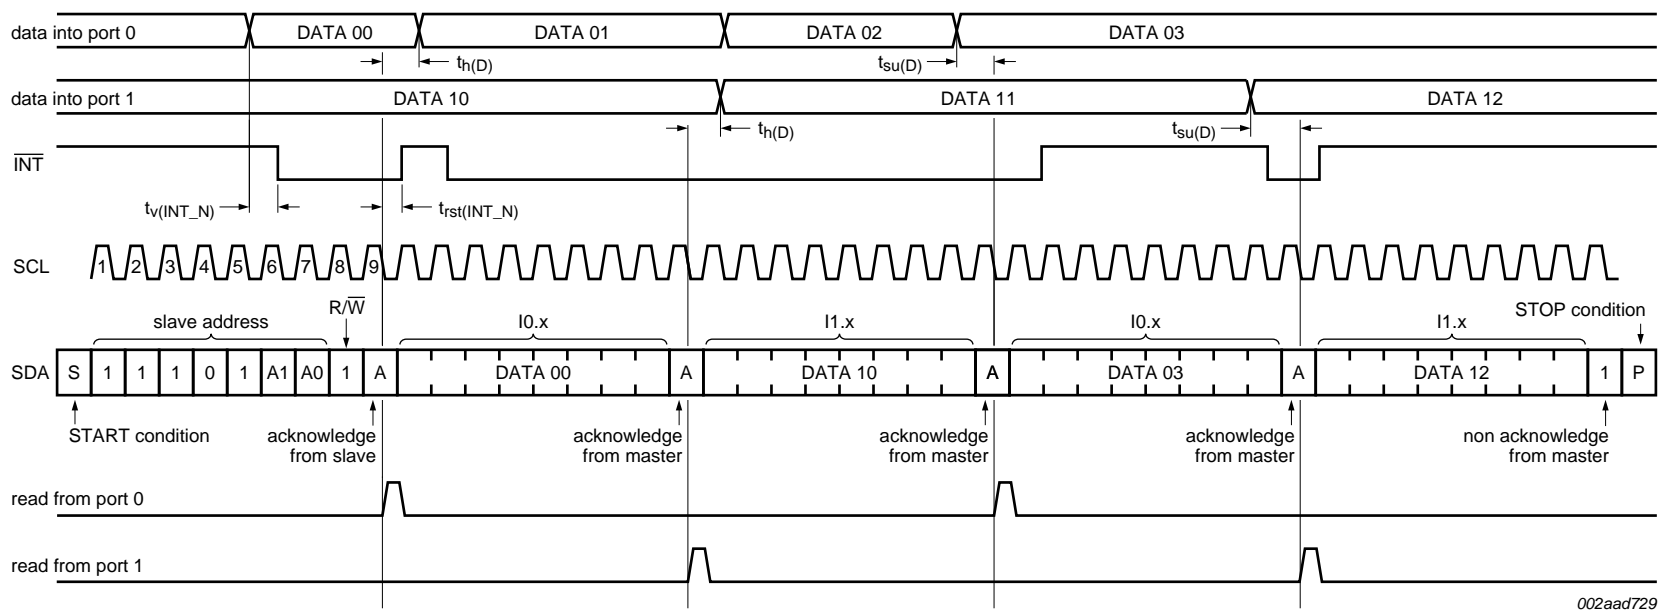 data into port 0 DATA 00 DATA 01 DATA 02 DATA 03
th(D) tsu(D)
data into port 1 DATA 10 DATA 11 DATA 12
th(D) tsu(D)
INT
tv(INT_N) trst(INT_N)
SCL 1 2 3 4 5 6 7 8 9
R/W STOP condition
slave address I0.x I1.x I0.x I1.x
SDA S 1 1 1 0 1 A1 A0 1 A DATA 00 A DATA 10 A DATA 03 A DATA 12 1 P
START condition acknowledge acknowledge acknowledge acknowledge non acknowledge
from slave from master from master from master from master
read from port 0
read from port 1
002aad729